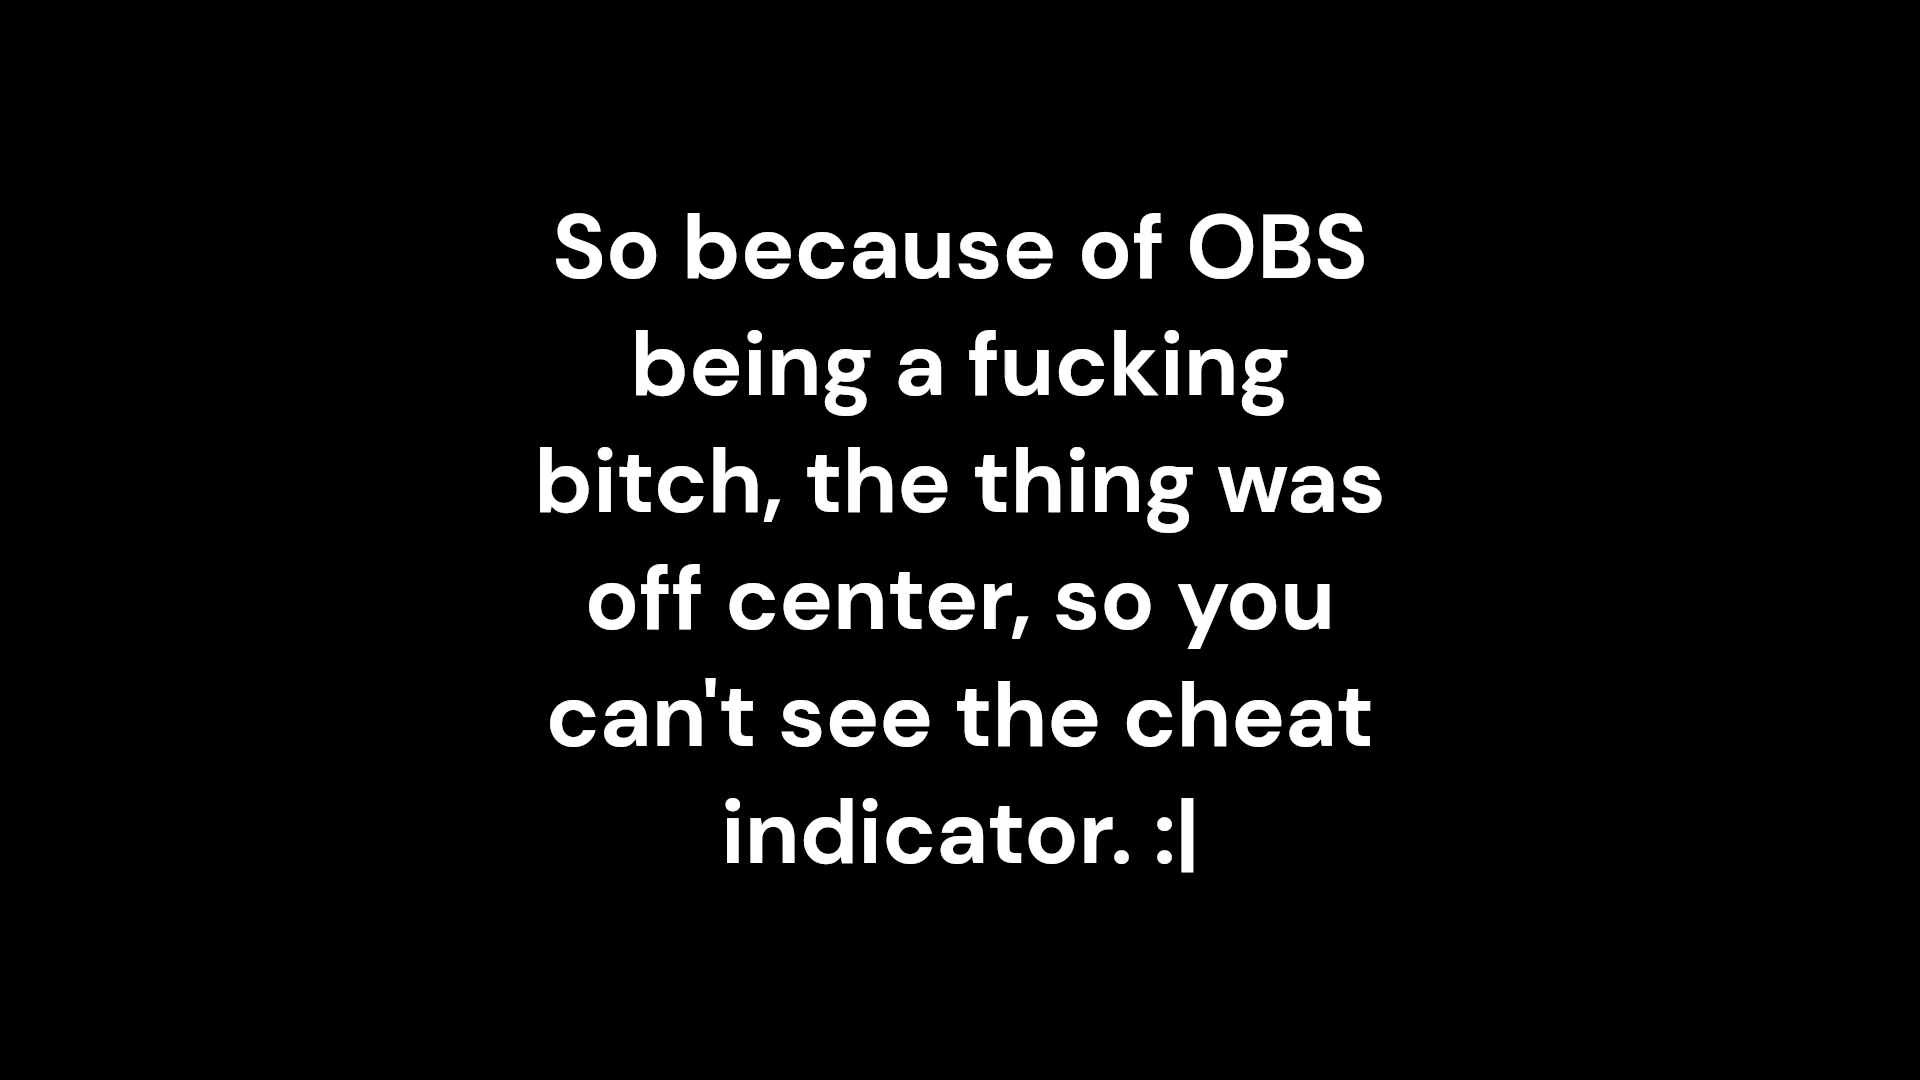 So because of OBS
being a fucking
bitch, the thing was
off center, so you
can't see the cheat
indicator. :|